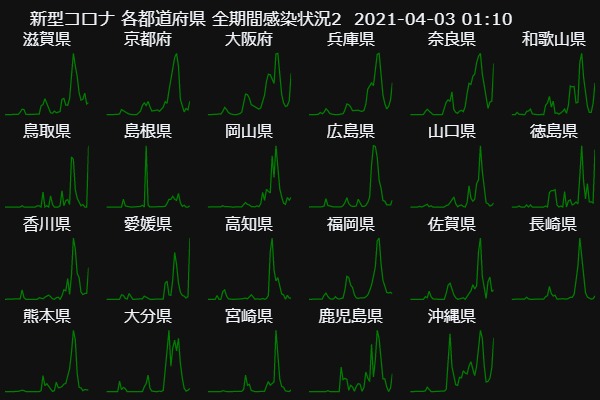 新型コロナ 各都道府県 全期間感染状況2 2021-04-03 01:10
滋賀県 京都府 大阪府 兵庫県 奈良県 和歌山県
鳥取県 島根県 岡山県 広島県 山口県 徳島県
香川県 愛媛県 高知県 福岡県 佐賀県 長崎県
熊本県 大分県 宮崎県 鹿児島県 沖縄県